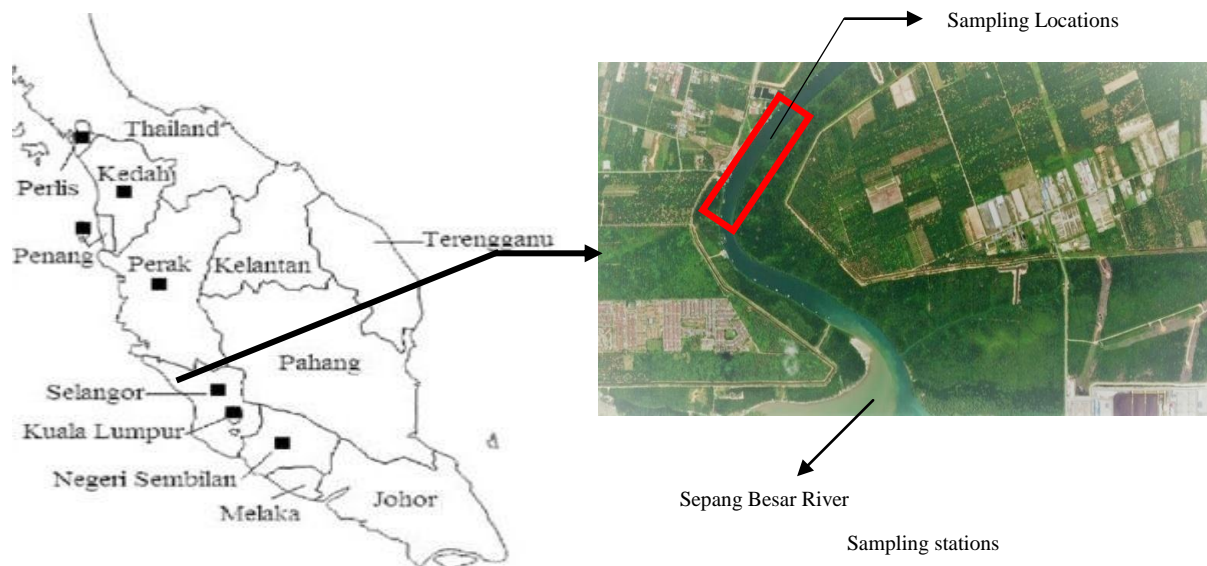 Sampling Locations
Thailand
Perlis
Kedah
Penang
Perak
Kelantan
Terengganu
Pahang
Selangor
Kuala Lumpur
Negeri Sembilan
Melaka
Johor
Sepang Besar River
Sampling stations